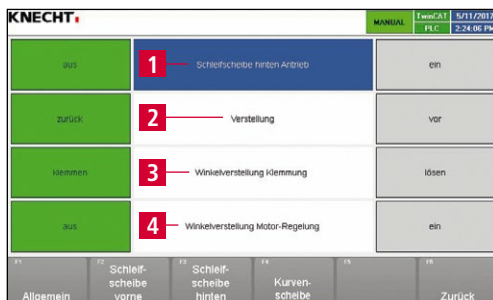 KNECHT.
MANUAL
TwinCAT
PLC
5/11/2017
2:24:06 PM
aus
1
Schleifscheibe hinten Antrieb
ein
zurück
2
Verstellung
vor
klemmen
3
Winkelverstellung Klemmung
lösen
aus
4
Winkelverstellung Motor-Regelung
ein
F1
Allgemein
F2
Schleif-
scheibe
vorne
F3
Schleif-
scheibe
hinten
F4
Kurven-
scheibe
F5
F8
Zurück